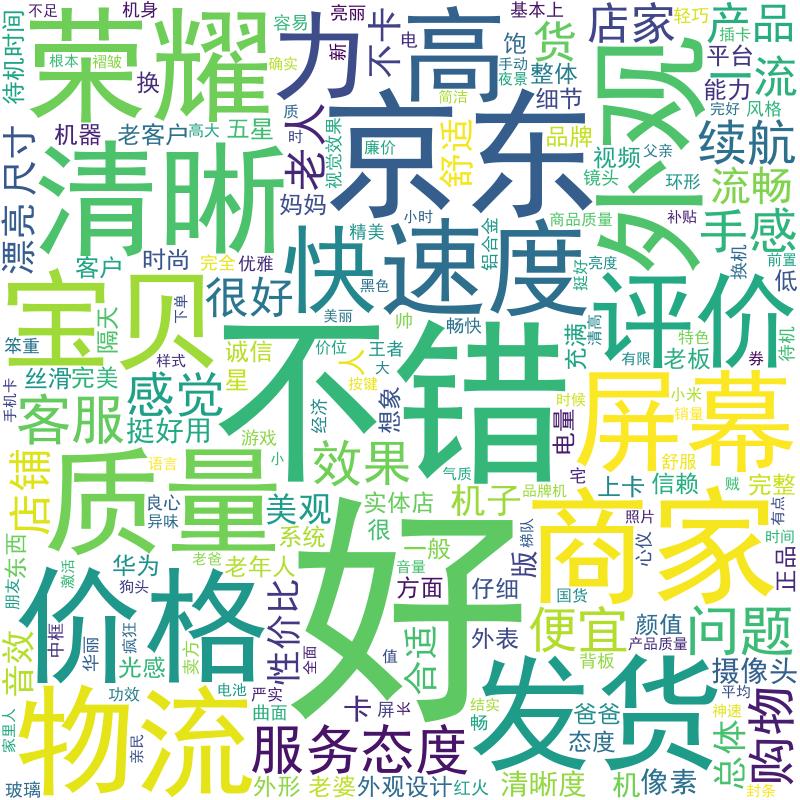 不足
机身
亮丽
容易
基本上
轻巧
店家
产品
荣耀
力
高
货
插卡
平台
一流
待机时间
不卡
饱
新
电
手动
夜景
整体
能力
根本
褶皱
换
确实
简洁
细节
完好
风格
外观
机器
老客户
高大
五星
质
老人
视觉效果
廉价
京东
舒适
品牌
视频
父亲
续航
漂亮
尺寸
清晰
镜头
环形
流畅
妈妈
小时
商品质量
补贴
手感
客户
时尚
完全
优雅
精美
快
速度
铝合金
挺好
亮度
换机
前置
低
宝贝
很好
黑色
下单
美丽
评价
笨重
隔天
诚信
价位
帅
畅快
充满
清高
特色
待机
样式
不错
人
王者
大
有限
老板
券
丝滑
完美
感觉
星
按键
想象
屏幕
手机卡
客服
挺好用
经济
时候
小米
销量
游戏
电量
店铺
质量
语言
小
效果
气质
品牌机
宅
舒服
良心
异味
美观
实体店
机子
上卡
信赖
贼
完整
系统
很
照片
有点
好
商家
东西
朋友
华为
老爸
激活
狗头
老年人
一般
音量
版
梯队
心仪
时间
正品
价格
方面
仔细
国货
中框
华丽
疯狂
性价比
全面
值
合适
外表
便宜
颜值
产品质量
问题
音效
光感
卖方
背板
摄像头
物流
功效
电池
严实
卡
屏长
结实
发货
平均
购物
家里人
亲民
曲面
服务态度
畅
爸爸
态度
总体
神速
玻璃
外形
老婆
外观设计
红火
清晰度
机
像素
封条